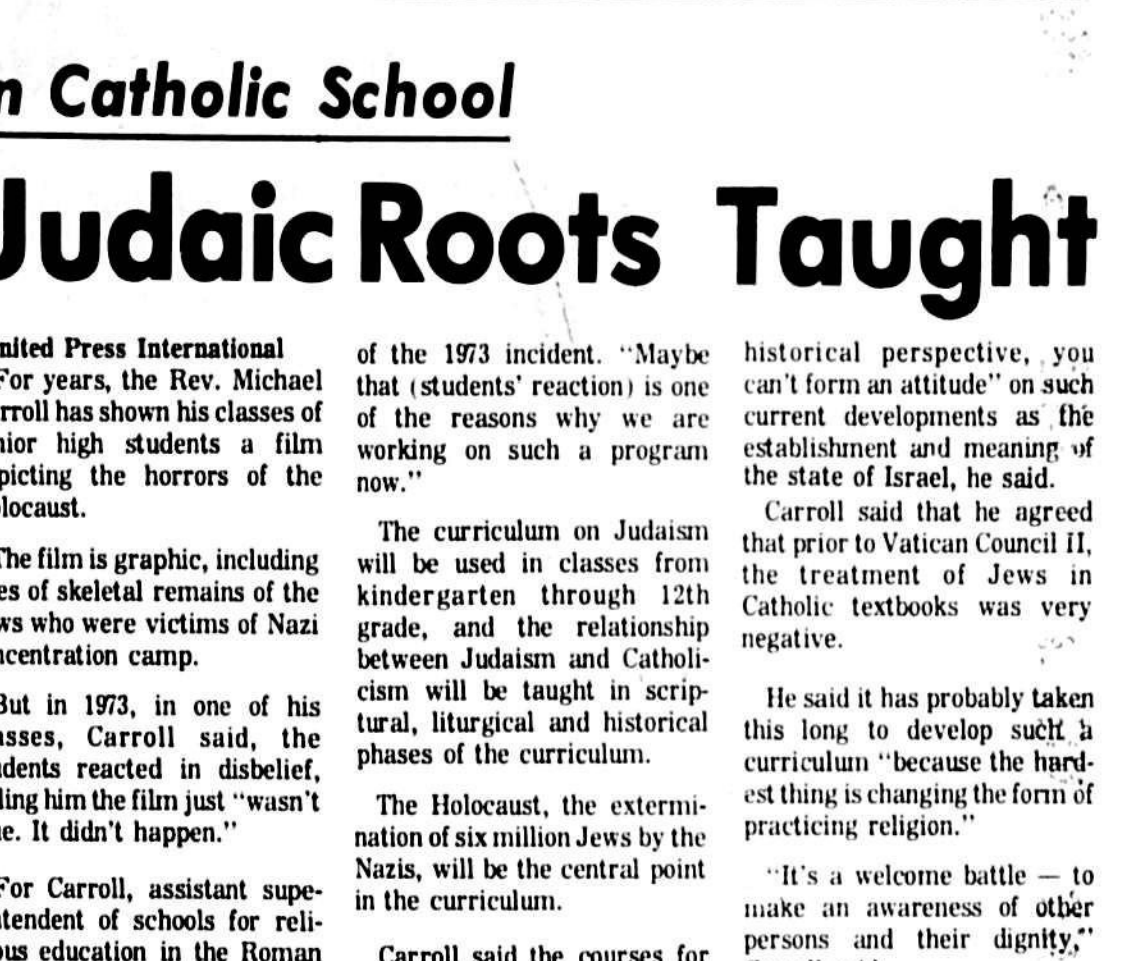 n Catholic School
Judaic Roots Taught
nited Press International
For years, the Rev. Michael
rroll has shown his classes of
nior high students a film
picting the horrors of the
locaust.
The film is graphic, including
es of skeletal remains of the
ws who were victims of Nazi
ncentration camp.
But in 1973, in one of his
asses, Carroll said, the
dents reacted in disbelief,
ling him the film just "wasn't
e. It didn't happen."
For Carroll, assistant supe-
tendent of schools for reli-
ous education in the Roman
of the 1973 incident. "Maybe
that (students' reaction) is one
of the reasons why we are
working on such a program
now."
The curriculum on Judaism
will be used in classes from
kindergarten through 12th
grade, and the relationship
between Judaism and Catholi-
cism will be taught in scrip-
tural, liturgical and historical
phases of the curriculum.
The Holocaust, the extermi-
nation of six million Jews by the
Nazis, will be the central point
in the curriculum.
Carroll said the courses for
historical perspective, you
can't form an attitude" on such
current developments as the
establishment and meaning of
the state of Israel, he said.
Carroll said that he agreed
that prior to Vatican Council II,
the treatment of Jews in
Catholic textbooks was very
negative.
He said it has probably taken
this long to develop such a
curriculum "because the hard-
est thing is changing the form of
practicing religion."
"It's a welcome battle — to
make an awareness of other
persons and their dignity,"